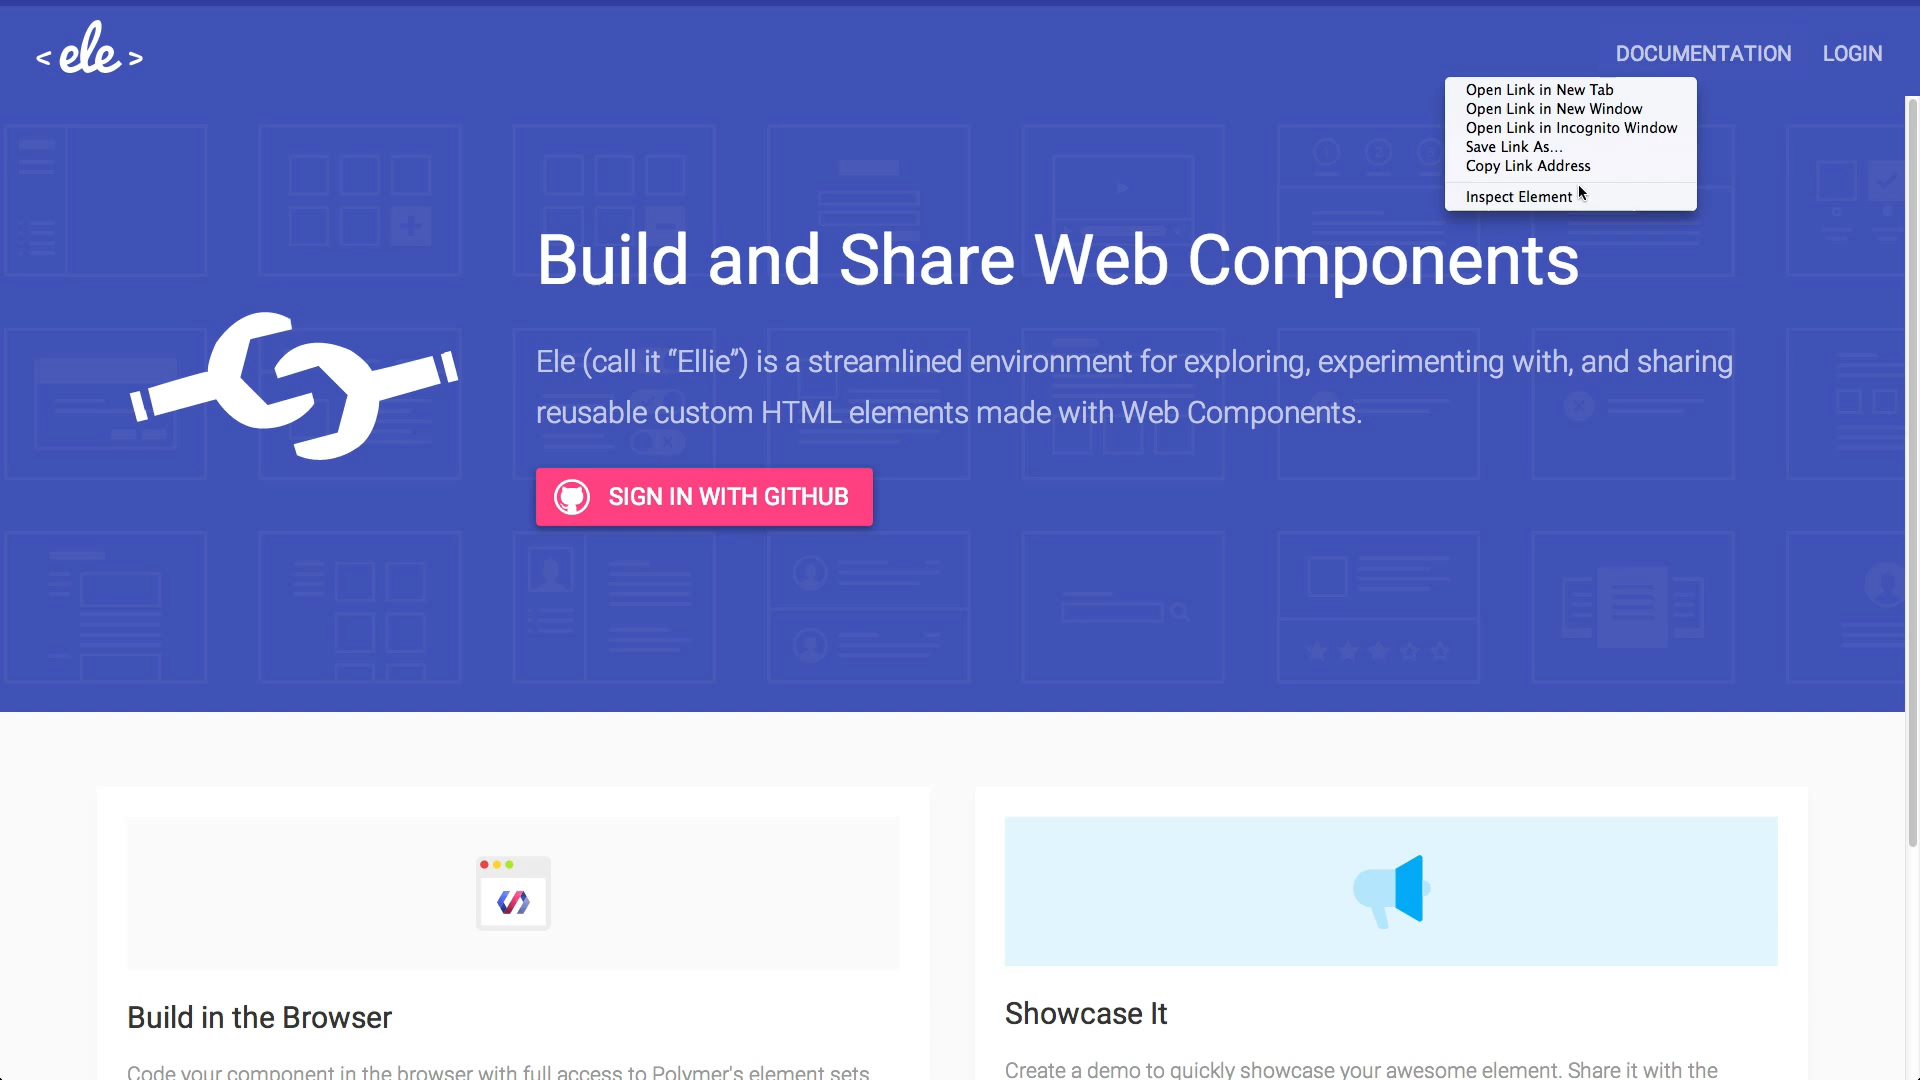 < ele >
DOCUMENTATION LOGIN
Open Link in New Tab
Open Link in New Window
Open Link in Incognito Window
Save Link As...
Copy Link Address
Inspect Element
Build and Share Web Components
Ele (call it “Ellie”) is a streamlined environment for exploring, experimenting with, and sharing
reusable custom HTML elements made with Web Components.
SIGN IN WITH GITHUB
Build in the Browser
Code your component in the browser with full access to Polymer's element sets
Showcase It
Create a demo to quickly showcase your awesome element. Share it with the